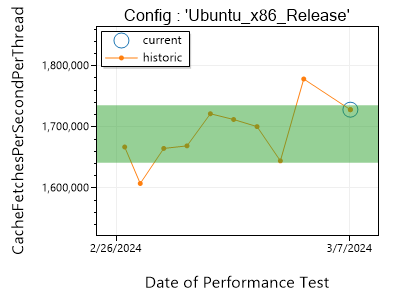 Config : 'Ubuntu_x86_Release'
current
historic
CacheFetchesPerSecondPerThread
1,800,000
1,700,000
1,600,000
2/26/2024
3/7/2024
Date of Performance Test